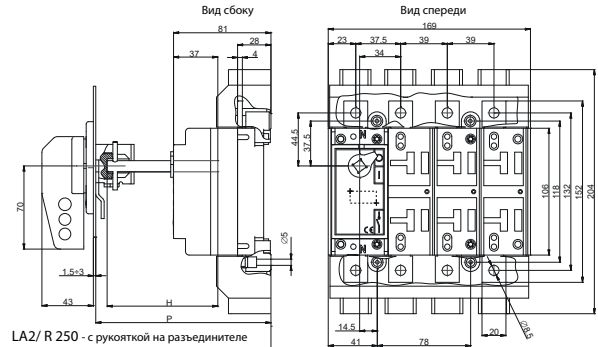 Вид сбоку
Вид спереди
81
28
4
37
70
1.5÷3
43
H
P
Ø5
169
23
37.5
39
39
34
44.5
37.5
N
N
CE
106
118
132
152
204
Ø8.5
14.5
20
41
78
LA2/ R 250 - с рукояткой на разъединителе